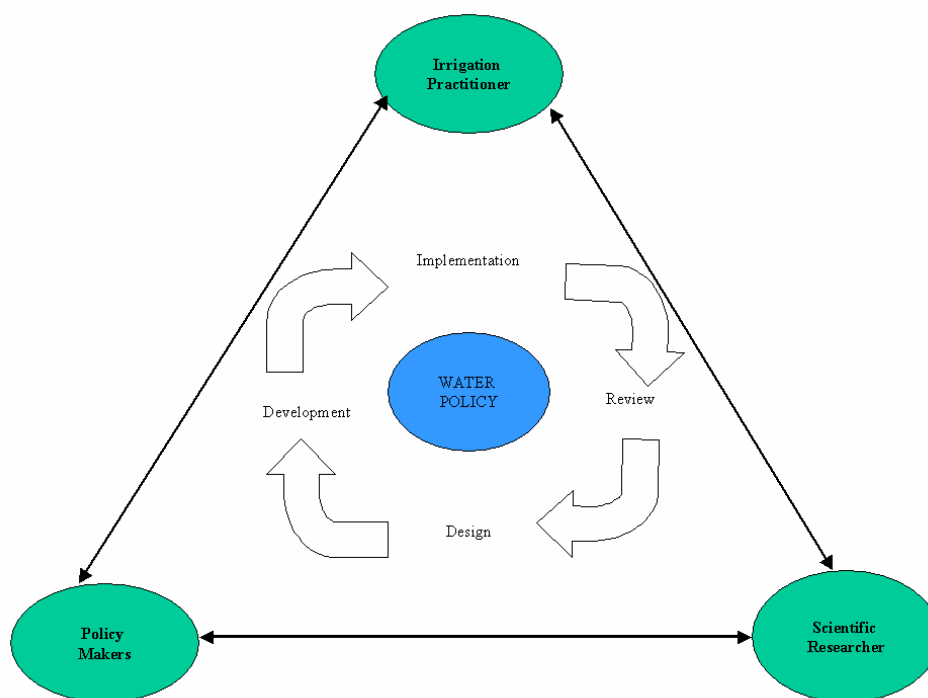 Irrigation
Practitioner
Implementation
WATER
POLICY
Review
Development
Design
Policy
Makers
Scientific
Researcher